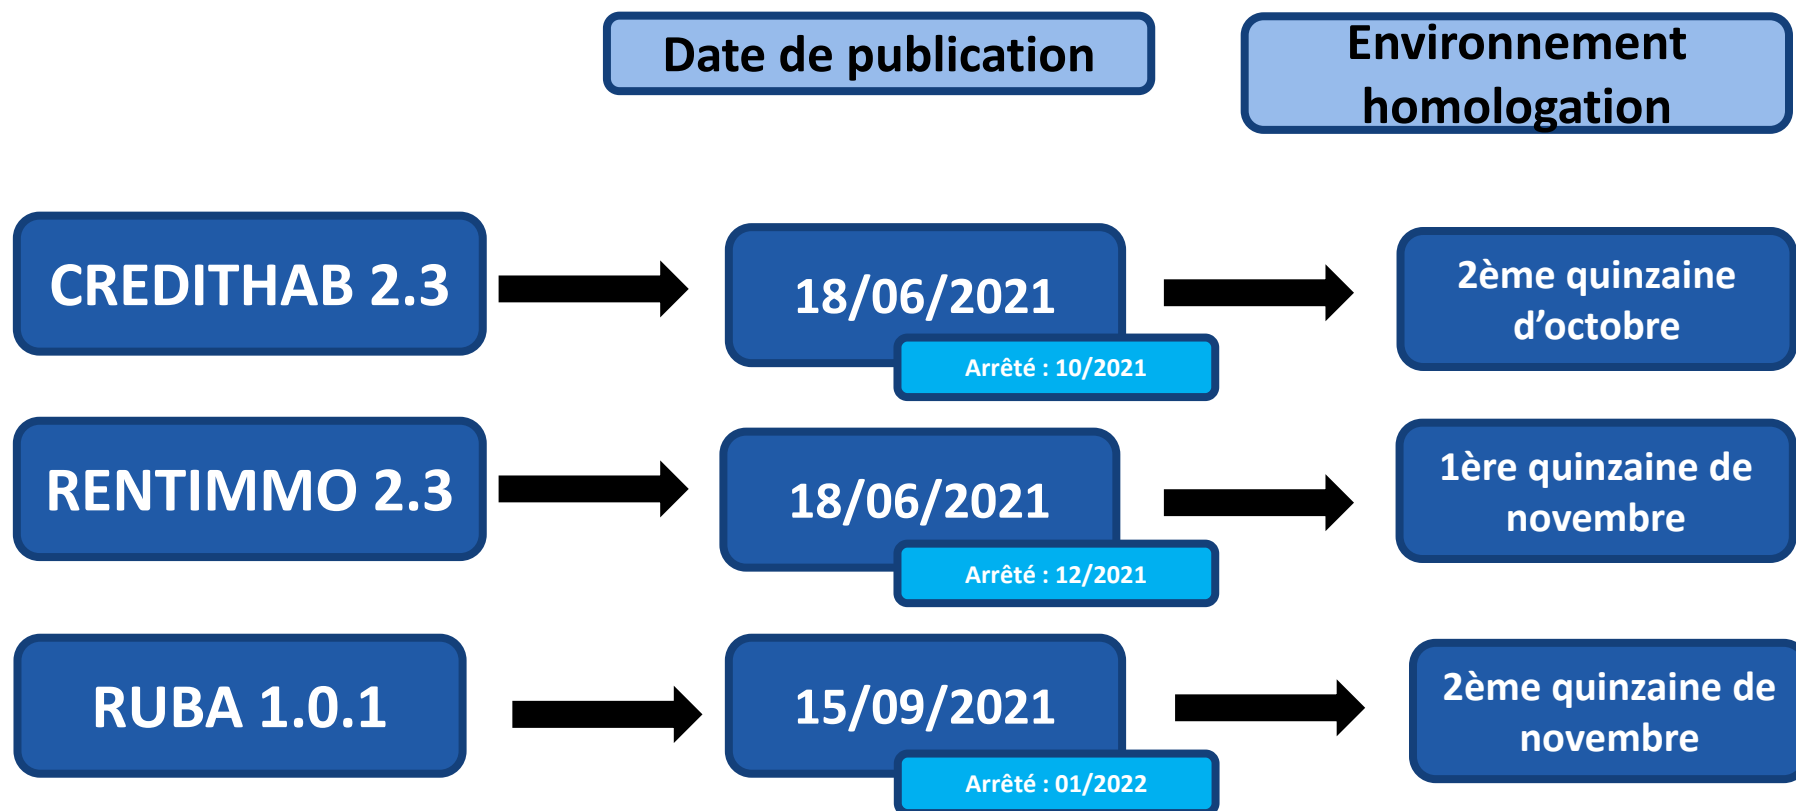 Date de publication
Environnement
homologation
CREDITHAB 2.3
18/06/2021
Arrêté : 10/2021
2ème quinzaine
d’octobre
RENTIMMO 2.3
18/06/2021
Arrêté : 12/2021
1ère quinzaine de
novembre
RUBA 1.0.1
15/09/2021
Arrêté : 01/2022
2ème quinzaine de
novembre